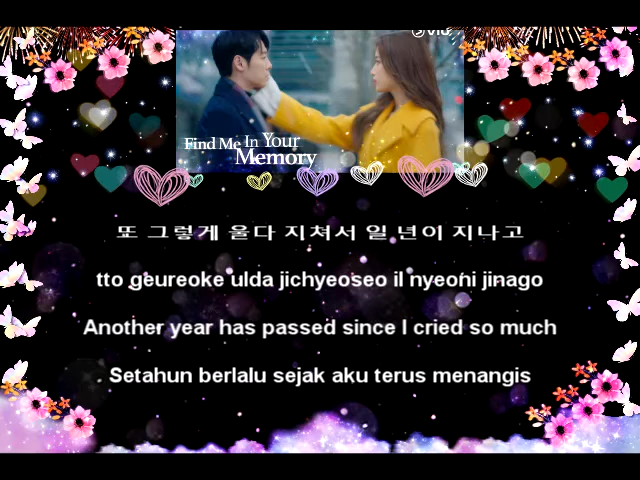 viu
Find Me In Your
Memory
또 그렇게 울다 지쳐서 일 년이 지나고
tto geureoke ulda jichyeoseo il nyeoni jinago
Another year has passed since I cried so much
Setahun berlalu sejak aku terus menangis